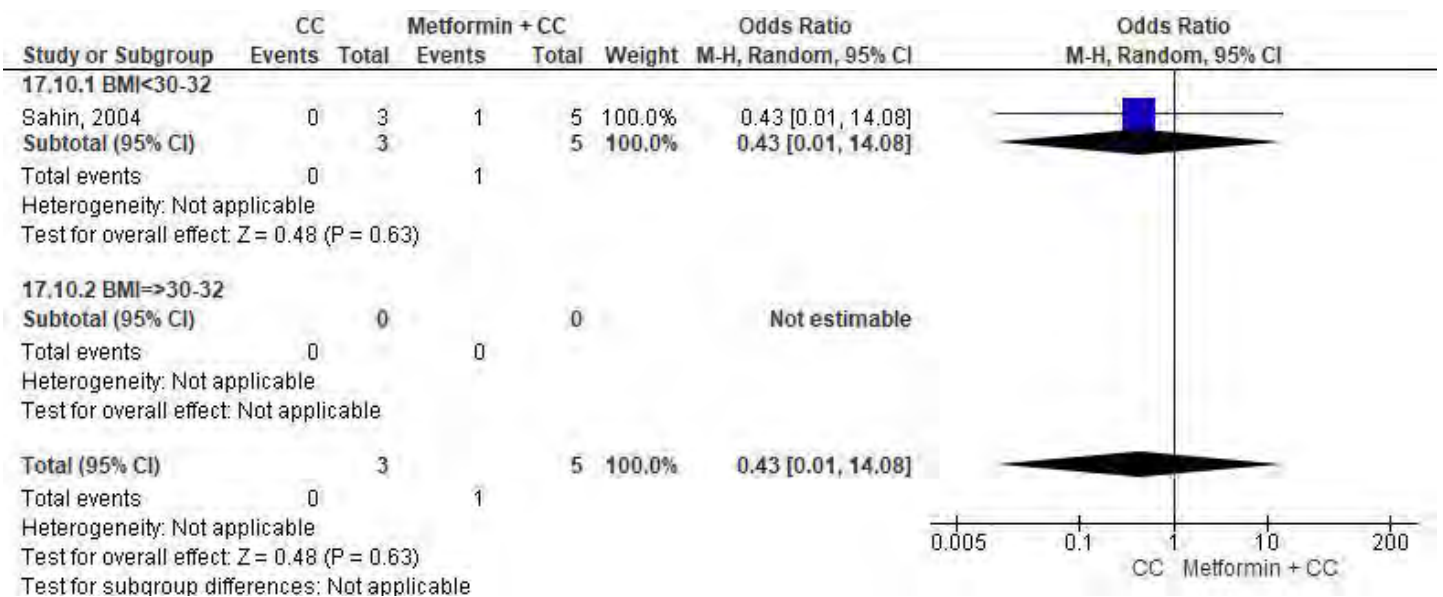 CC Metformin + CC Odds Ratio Odds Ratio
Study or Subgroup Events Total Events Total Weight M-H, Random, 95% CI M-H, Random, 95% CI
17.10.1 BMI<30-32
Sahin, 2004 0 3 1 5 100.0% 0.43 [0.01, 14.08]
Subtotal (95% CI) 3 5 100.0% 0.43 [0.01, 14.08]
Total events 0 1
Heterogeneity: Not applicable
Test for overall effect: Z = 0.48 (P = 0.63)
17.10.2 BMI=>30-32
Subtotal (95% CI) 0 0 Not estimable
Total events 0 0
Heterogeneity: Not applicable
Test for overall effect: Not applicable
Total (95% CI) 3 5 100.0% 0.43 [0.01, 14.08]
Total events 0 1
Heterogeneity: Not applicable
Test for overall effect: Z = 0.48 (P = 0.63)
Test for subgroup differences: Not applicable
0.005 0.1 1 10 200
CC Metformin + CC